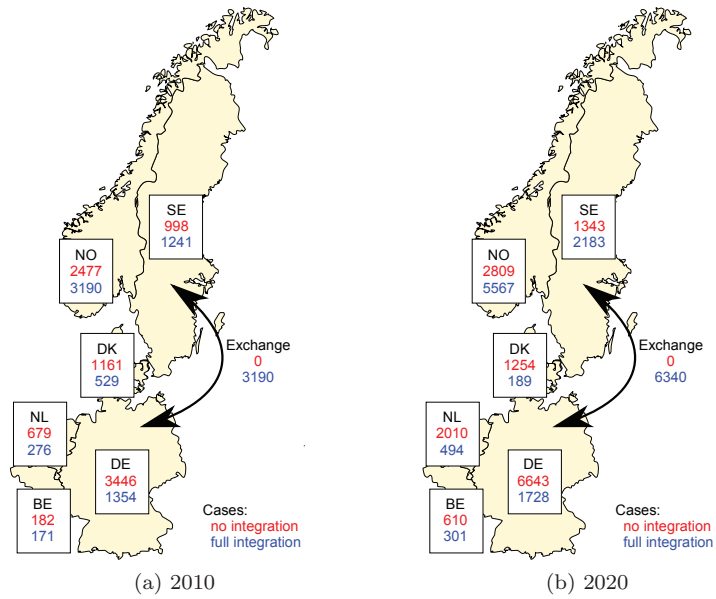 SE
998
1241
NO
2477
3190
DK
1161
529
Exchange
0
3190
NL
679
276
DE
3446
1354
BE
182
171
Cases:
no integration
full integration
(a) 2010
SE
1343
2183
NO
2809
5567
DK
1254
189
Exchange
0
6340
NL
2010
494
DE
6643
1728
BE
610
301
Cases:
no integration
full integration
(b) 2020